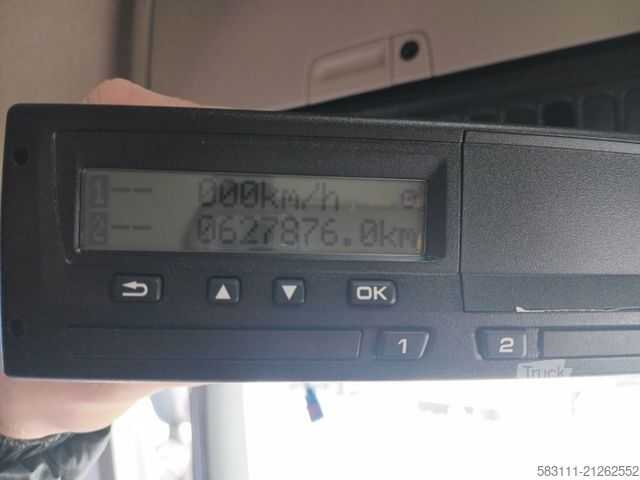 1 -- 000km/h
2 -- 0627876.0km
OK
1 2
Truck
583111-21262552